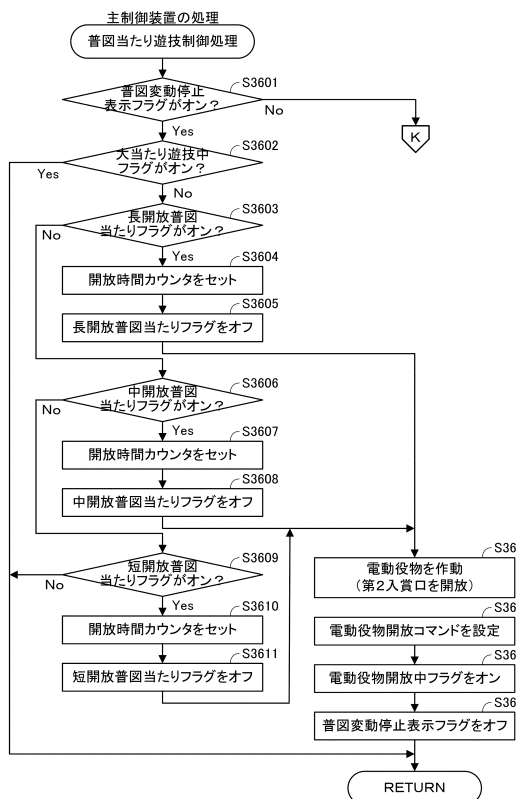 主制御装置の処理
普図当たり遊技制御処理
S3601
普図変動停止
表示フラグがオン？
No
Yes
K
S3602
大当たり遊技中
フラグがオン？
Yes
No
S3603
長開放普図
当たりフラグがオン？
No
Yes
S3604
開放時間カウンタをセット
S3605
長開放普図当たりフラグをオフ
S3606
中開放普図
当たりフラグがオン？
No
Yes
S3607
開放時間カウンタをセット
S3608
中開放普図当たりフラグをオフ
S3609
短開放普図
当たりフラグがオン？
No
Yes
S3610
開放時間カウンタをセット
S3611
短開放普図当たりフラグをオフ
S36
電動役物を作動
（第２入賞口を開放）
S36
電動役物開放コマンドを設定
S36
電動役物開放中フラグをオン
S36
普図変動停止表示フラグをオフ
RETURN